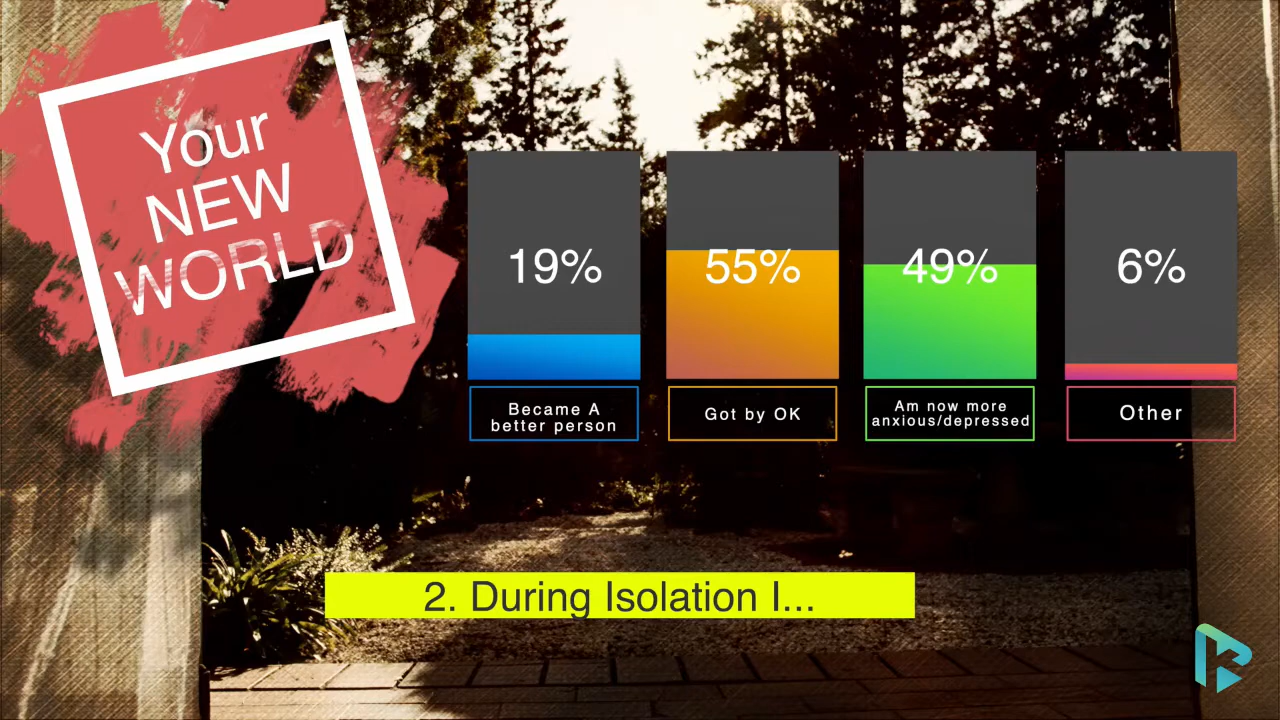 Your
NEW
WORLD
19%
55%
49%
6%
Became A
better person
Got by OK
Am now more
anxious/depressed
Other
2. During Isolation I...